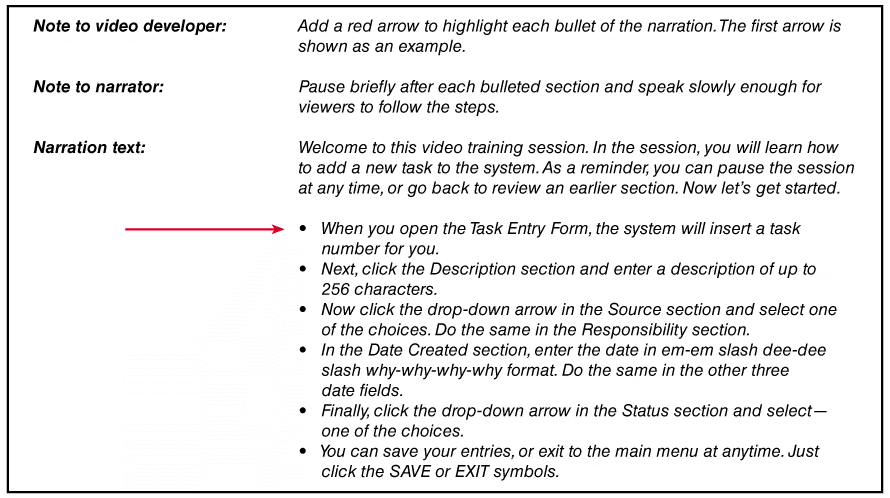 Note to video developer: Add a red arrow to highlight each bullet of the narration. The first arrow is
shown as an example.
Note to narrator: Pause briefly after each bulleted section and speak slowly enough for
viewers to follow the steps.
Narration text: Welcome to this video training session. In the session, you will learn how
to add a new task to the system. As a reminder, you can pause the session
at any time, or go back to review an earlier section. Now let's get started.
• When you open the Task Entry Form, the system will insert a task
number for you.
• Next, click the Description section and enter a description of up to
256 characters.
• Now click the drop-down arrow in the Source section and select one
of the choices. Do the same in the Responsibility section.
• In the Date Created section, enter the date in em-em slash dee-dee
slash why-why-why-why format. Do the same in the other three
date fields.
• Finally, click the drop-down arrow in the Status section and select—
one of the choices.
• You can save your entries, or exit to the main menu at anytime. Just
click the SAVE or EXIT symbols.